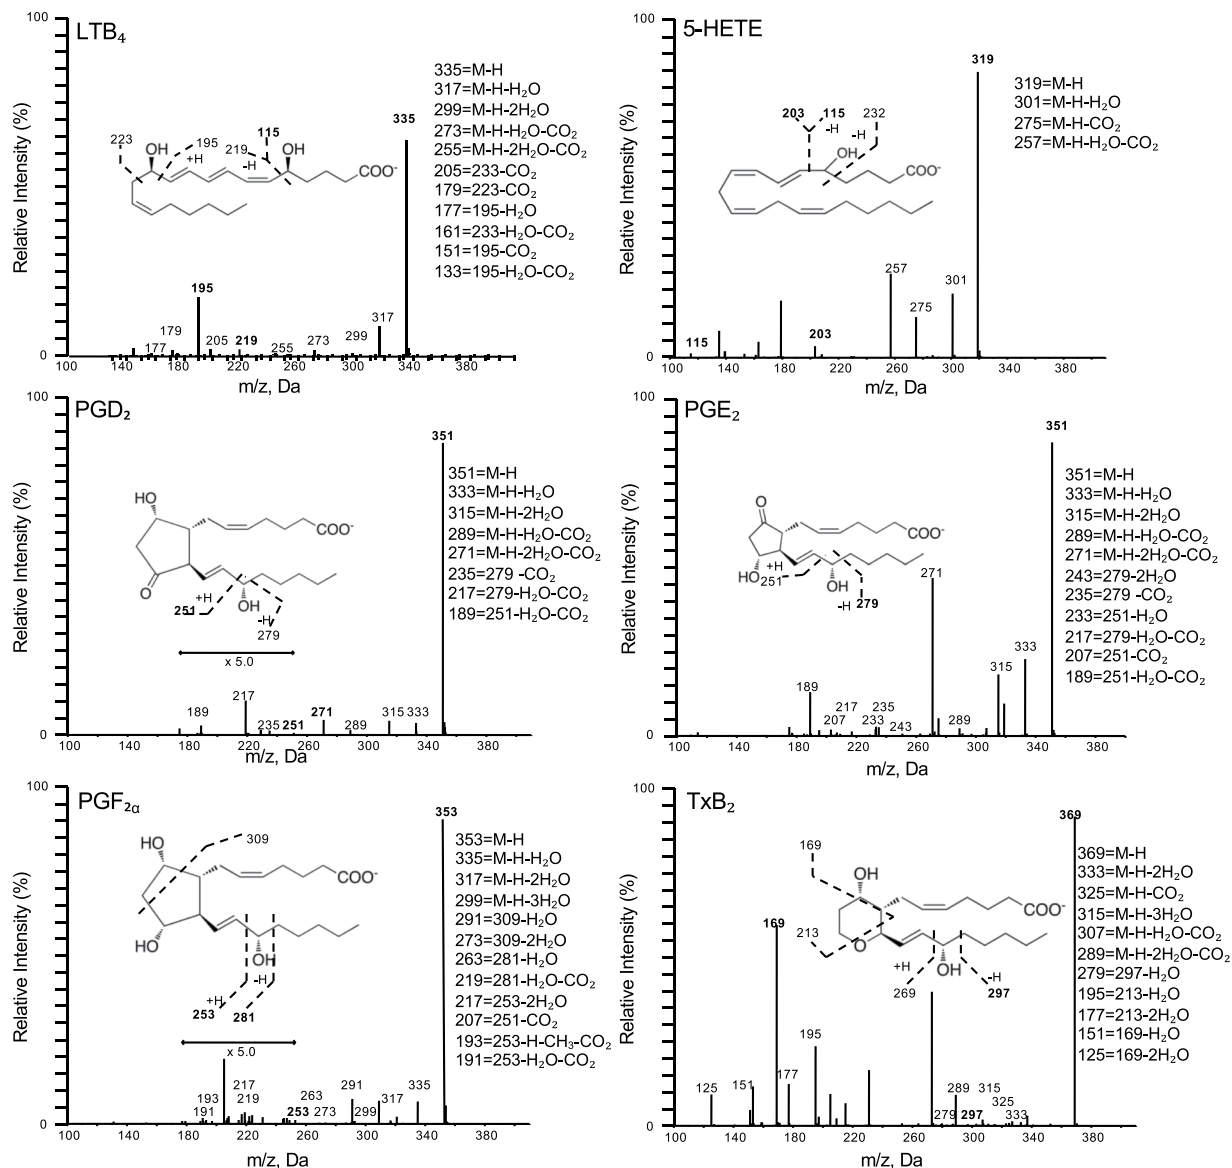 LTB₄
100
Relative Intensity (%)
0
335=M-H
317=M-H-H₂O
299=M-H-2H₂O
273=M-H-H₂O-CO₂
255=M-H-2H₂O-CO₂
205=233-CO₂
179=223-CO₂
177=195-H₂O
161=233-H₂O-CO₂
151=195-CO₂
133=195-H₂O-CO₂
335
223
HO
195
+H
219
115
-H
OH
COO⁻
195
179
177
205
219
255
273
299
317
100 140 180 220 260 300 340 380
m/z, Da
5-HETE
100
Relative Intensity (%)
0
319
319=M-H
301=M-H-H₂O
275=M-H-CO₂
257=M-H-H₂O-CO₂
203
115
-H
-H
232
OH
COO⁻
115
203
257
275
301
100 140 180 220 260 300 340 380
m/z, Da
PGD₂
100
Relative Intensity (%)
0
351
351=M-H
333=M-H-H₂O
315=M-H-2H₂O
289=M-H-H₂O-CO₂
271=M-H-2H₂O-CO₂
235=279 -CO₂
217=279-H₂O-CO₂
189=251-H₂O-CO₂
HO
COO⁻
O
+H
251
OH
-H
279
x 5.0
189
217
235
251
271
289
315
333
100 140 180 220 260 300 340 380
m/z, Da
PGE₂
100
Relative Intensity (%)
0
351
351=M-H
333=M-H-H₂O
315=M-H-2H₂O
289=M-H-H₂O-CO₂
271=M-H-2H₂O-CO₂
243=279-2H₂O
235=279 -CO₂
233=251-H₂O
217=279-H₂O-CO₂
207=251-CO₂
189=251-H₂O-CO₂
O
COO⁻
+H
HO
251
OH
-H
279
271
189
207
217
233
235
243
289
315
333
100 140 180 220 260 300 340 380
m/z, Da
PGF₂α
100
Relative Intensity (%)
0
353
353=M-H
335=M-H-H₂O
317=M-H-2H₂O
299=M-H-3H₂O
291=309-H₂O
273=309-2H₂O
263=281-H₂O
219=281-H₂O-CO₂
217=253-2H₂O
207=251-CO₂
193=253-H-CH₃-CO₂
191=253-H₂O-CO₂
HO
309
COO⁻
HO
OH
+H
-H
253
281
x 5.0
193
191
217
219
253
263
273
291
299
317
335
100 140 180 220 260 300 340 380
m/z, Da
TxB₂
100
Relative Intensity (%)
0
369
369=M-H
333=M-H-2H₂O
325=M-H-CO₂
315=M-H-3H₂O
307=M-H-H₂O-CO₂
289=M-H-2H₂O-CO₂
279=297-H₂O
195=213-H₂O
177=213-2H₂O
151=169-H₂O
125=169-2H₂O
169
OH
COO⁻
213
O
+H
269
OH
-H
297
169
125
151
177
195
279
289
297
315
325
333
100 140 180 220 260 300 340 380
m/z, Da